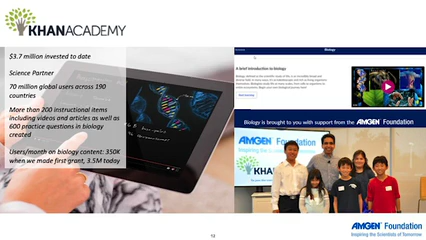 KHANACADEMY
$3.7 million invested to date
Science Partner
70 million global users across 190
countries
More than 200 instructional items
including videos and articles as well as
600 practice questions in biology
created
Users/month on biology content: 350K
when we made first grant, 3.5M today
Biology
A brief introduction to biology
Biology is brought to you with support from the AMGEN Foundation
AMGEN Foundation
KHAN
AMGEN Foundation
Inspiring the Scientists of Tomorrow